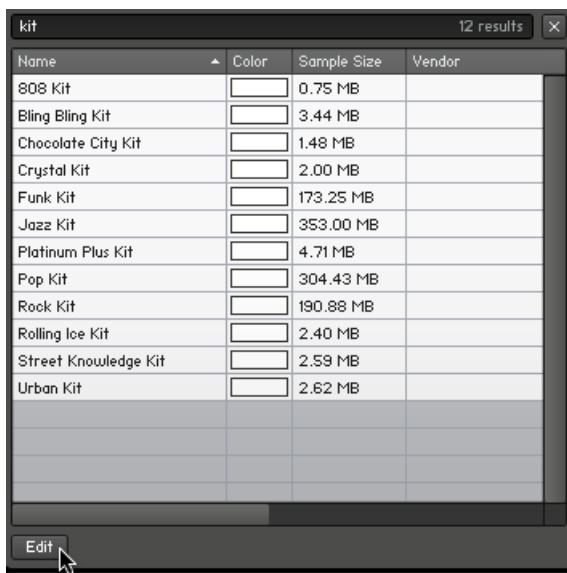 kit 12 results
Name Color Sample Size Vendor
808 Kit 0.75 MB
Bling Bling Kit 3.44 MB
Chocolate City Kit 1.48 MB
Crystal Kit 2.00 MB
Funk Kit 173.25 MB
Jazz Kit 353.00 MB
Platinum Plus Kit 4.71 MB
Pop Kit 304.43 MB
Rock Kit 190.88 MB
Rolling Ice Kit 2.40 MB
Street Knowledge Kit 2.59 MB
Urban Kit 2.62 MB
Edit